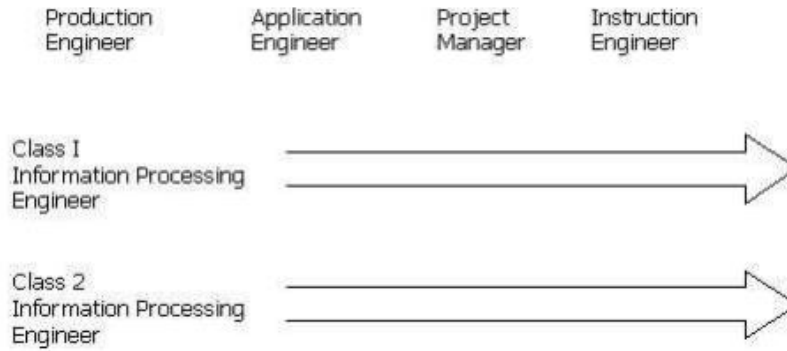 Production Application Project Instruction
Engineer Engineer Manager Engineer
Class I
Information Processing
Engineer
Class 2
Information Processing
Engineer